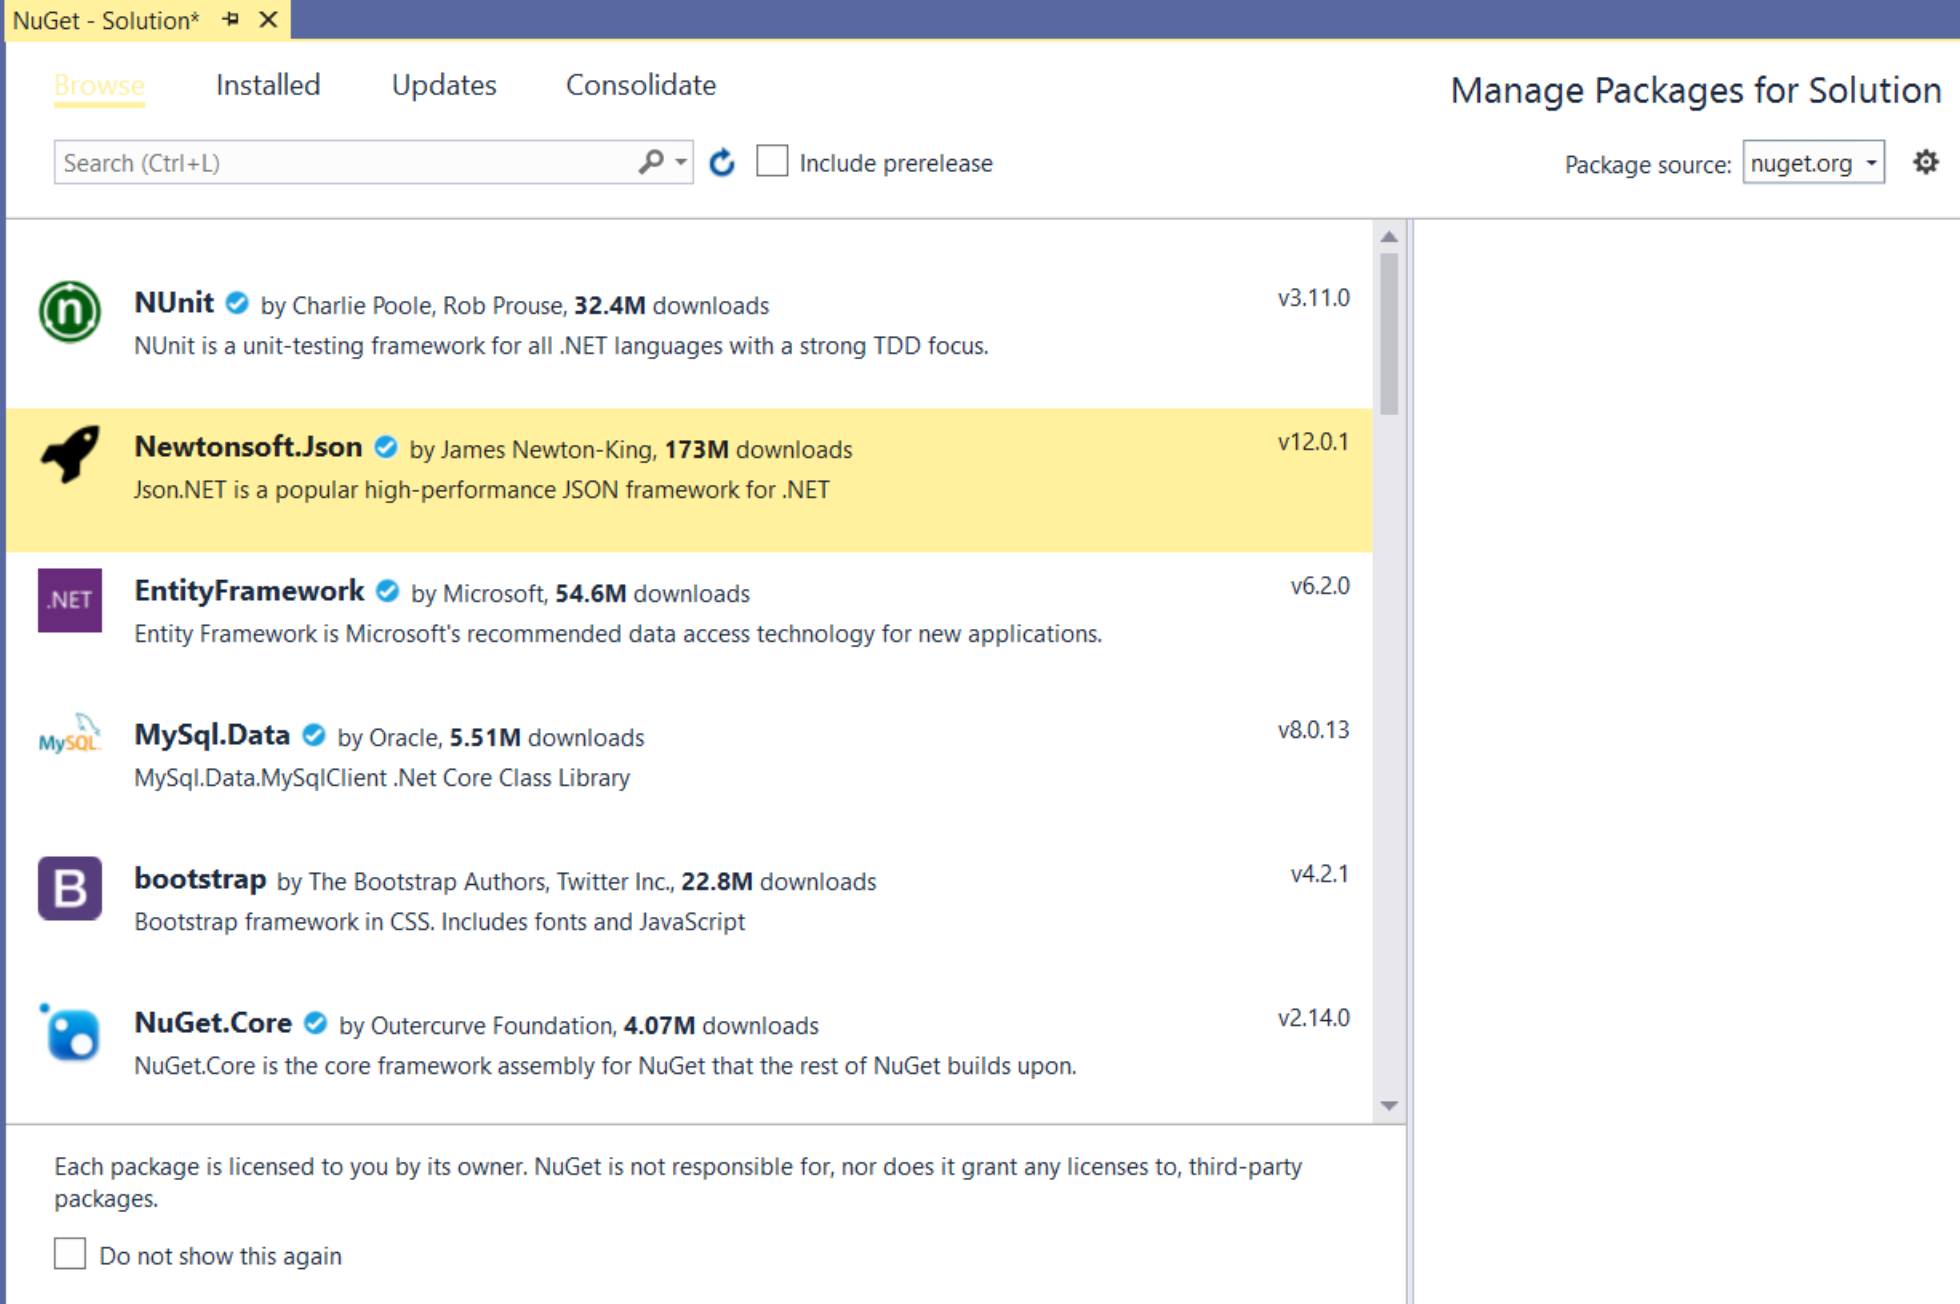 NuGet - Solution*
Browse Installed Updates Consolidate
Manage Packages for Solution
Search (Ctrl+L)
Include prerelease
Package source: nuget.org
n
NUnit by Charlie Poole, Rob Prouse, 32.4M downloads
v3.11.0
NUnit is a unit-testing framework for all .NET languages with a strong TDD focus.
Newtonsoft.Json by James Newton-King, 173M downloads
v12.0.1
Json.NET is a popular high-performance JSON framework for .NET
.NET
EntityFramework by Microsoft, 54.6M downloads
v6.2.0
Entity Framework is Microsoft's recommended data access technology for new applications.
MySQL
MySql.Data by Oracle, 5.51M downloads
v8.0.13
MySql.Data.MySqlClient .Net Core Class Library
B
bootstrap by The Bootstrap Authors, Twitter Inc., 22.8M downloads
v4.2.1
Bootstrap framework in CSS. Includes fonts and JavaScript
NuGet.Core by Outercurve Foundation, 4.07M downloads
v2.14.0
NuGet.Core is the core framework assembly for NuGet that the rest of NuGet builds upon.
Each package is licensed to you by its owner. NuGet is not responsible for, nor does it grant any licenses to, third-party
packages.
Do not show this again